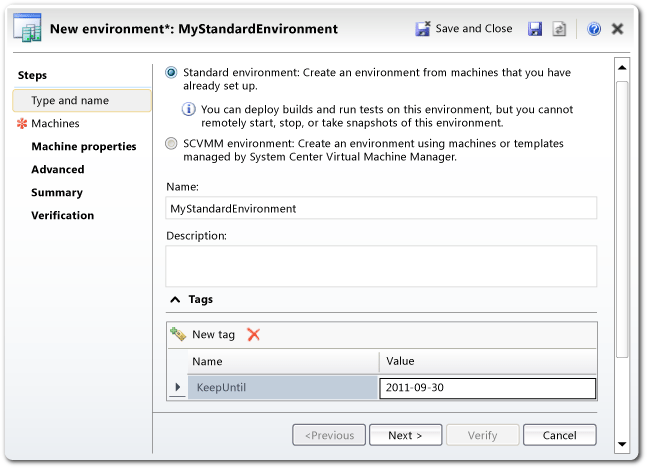 New environment*: MyStandardEnvironment
Save and Close
Steps
Type and name
Machines
Machine properties
Advanced
Summary
Verification
Standard environment: Create an environment from machines that you have
already set up.
You can deploy builds and run tests on this environment, but you cannot
remotely start, stop, or take snapshots of this environment.
SCVMM environment: Create an environment using machines or templates
managed by System Center Virtual Machine Manager.
Name:
MyStandardEnvironment
Description:
Tags
New tag
Name Value
KeepUntil 2011-09-30
<Previous Next > Verify Cancel